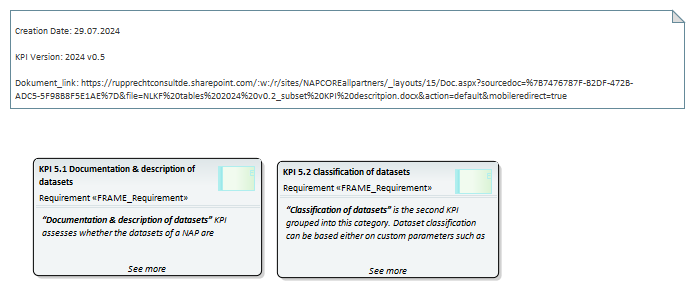 Creation Date: 29.07.2024
KPI Version: 2024 v0.5
Dokument_link: https://rupprechtconsultde.sharepoint.com/:w:/r/sites/NAPCOREallpartners/_layouts/15/Doc.aspx?sourcedoc=%7B7476787F-B2DF-472B-
ADC5-5F98B8F5E1AE%7D&file=NLKF%20tables%202024%20v0.2_subset%20KPI%20descritpion.docx&action=default&mobileredirect=true
KPI 5.1 Documentation & description of
datasets
Requirement «FRAME_Requirement»
“Documentation & description of datasets” KPI
assesses whether the datasets of a NAP are
See more
KPI 5.2 Classification of datasets
Requirement «FRAME_Requirement»
“Classification of datasets” is the second KPI
grouped into this category. Dataset classification
can be based either on custom parameters such as
See more